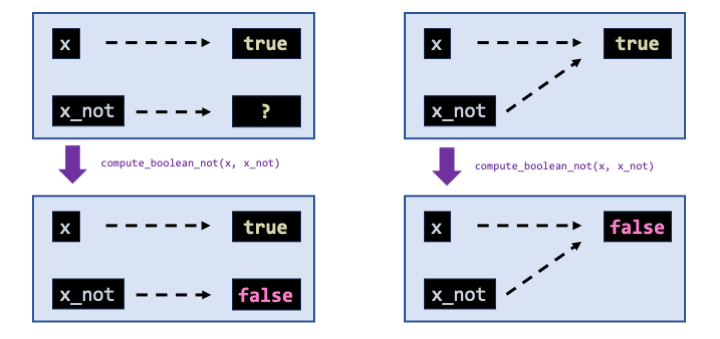 x true
x_not ?
compute_boolean_not(x, x_not)
x true
x_not false
x true
x_not
compute_boolean_not(x, x_not)
x false
x_not